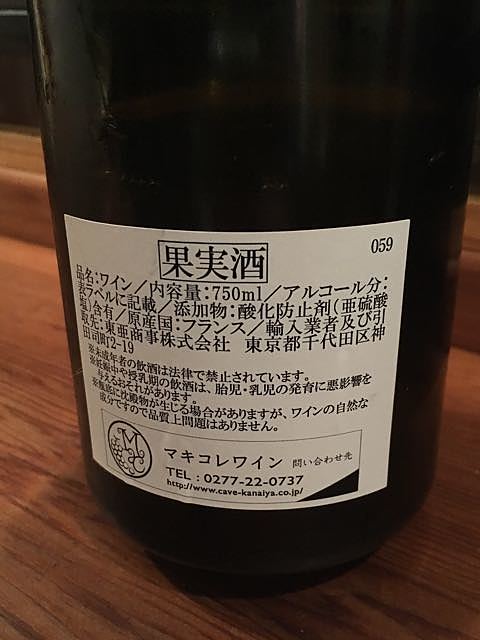 果実酒
059
品名:ワイン/内容量:750ml/アルコール分:
表ラベルに記載/添加物:酸化防止剤(亜硫酸
塩)含有/原産国:フランス/輸入業者及び引
取先:東亜商事株式会社 東京都千代田区神
田司町2-19
※未成年者の飲酒は法律で禁止されています。
※妊娠中や授乳期の飲酒は、胎児・乳児の発育に悪影響を
与えるおそれがあります。
※瓶底に沈殿物が生じる場合がありますが、ワインの自然な
成分ですので品質上問題はありません。
マキコレワイン 問い合わせ先
TEL:0277-22-0737
http://www.cave-kanaiya.co.jp/